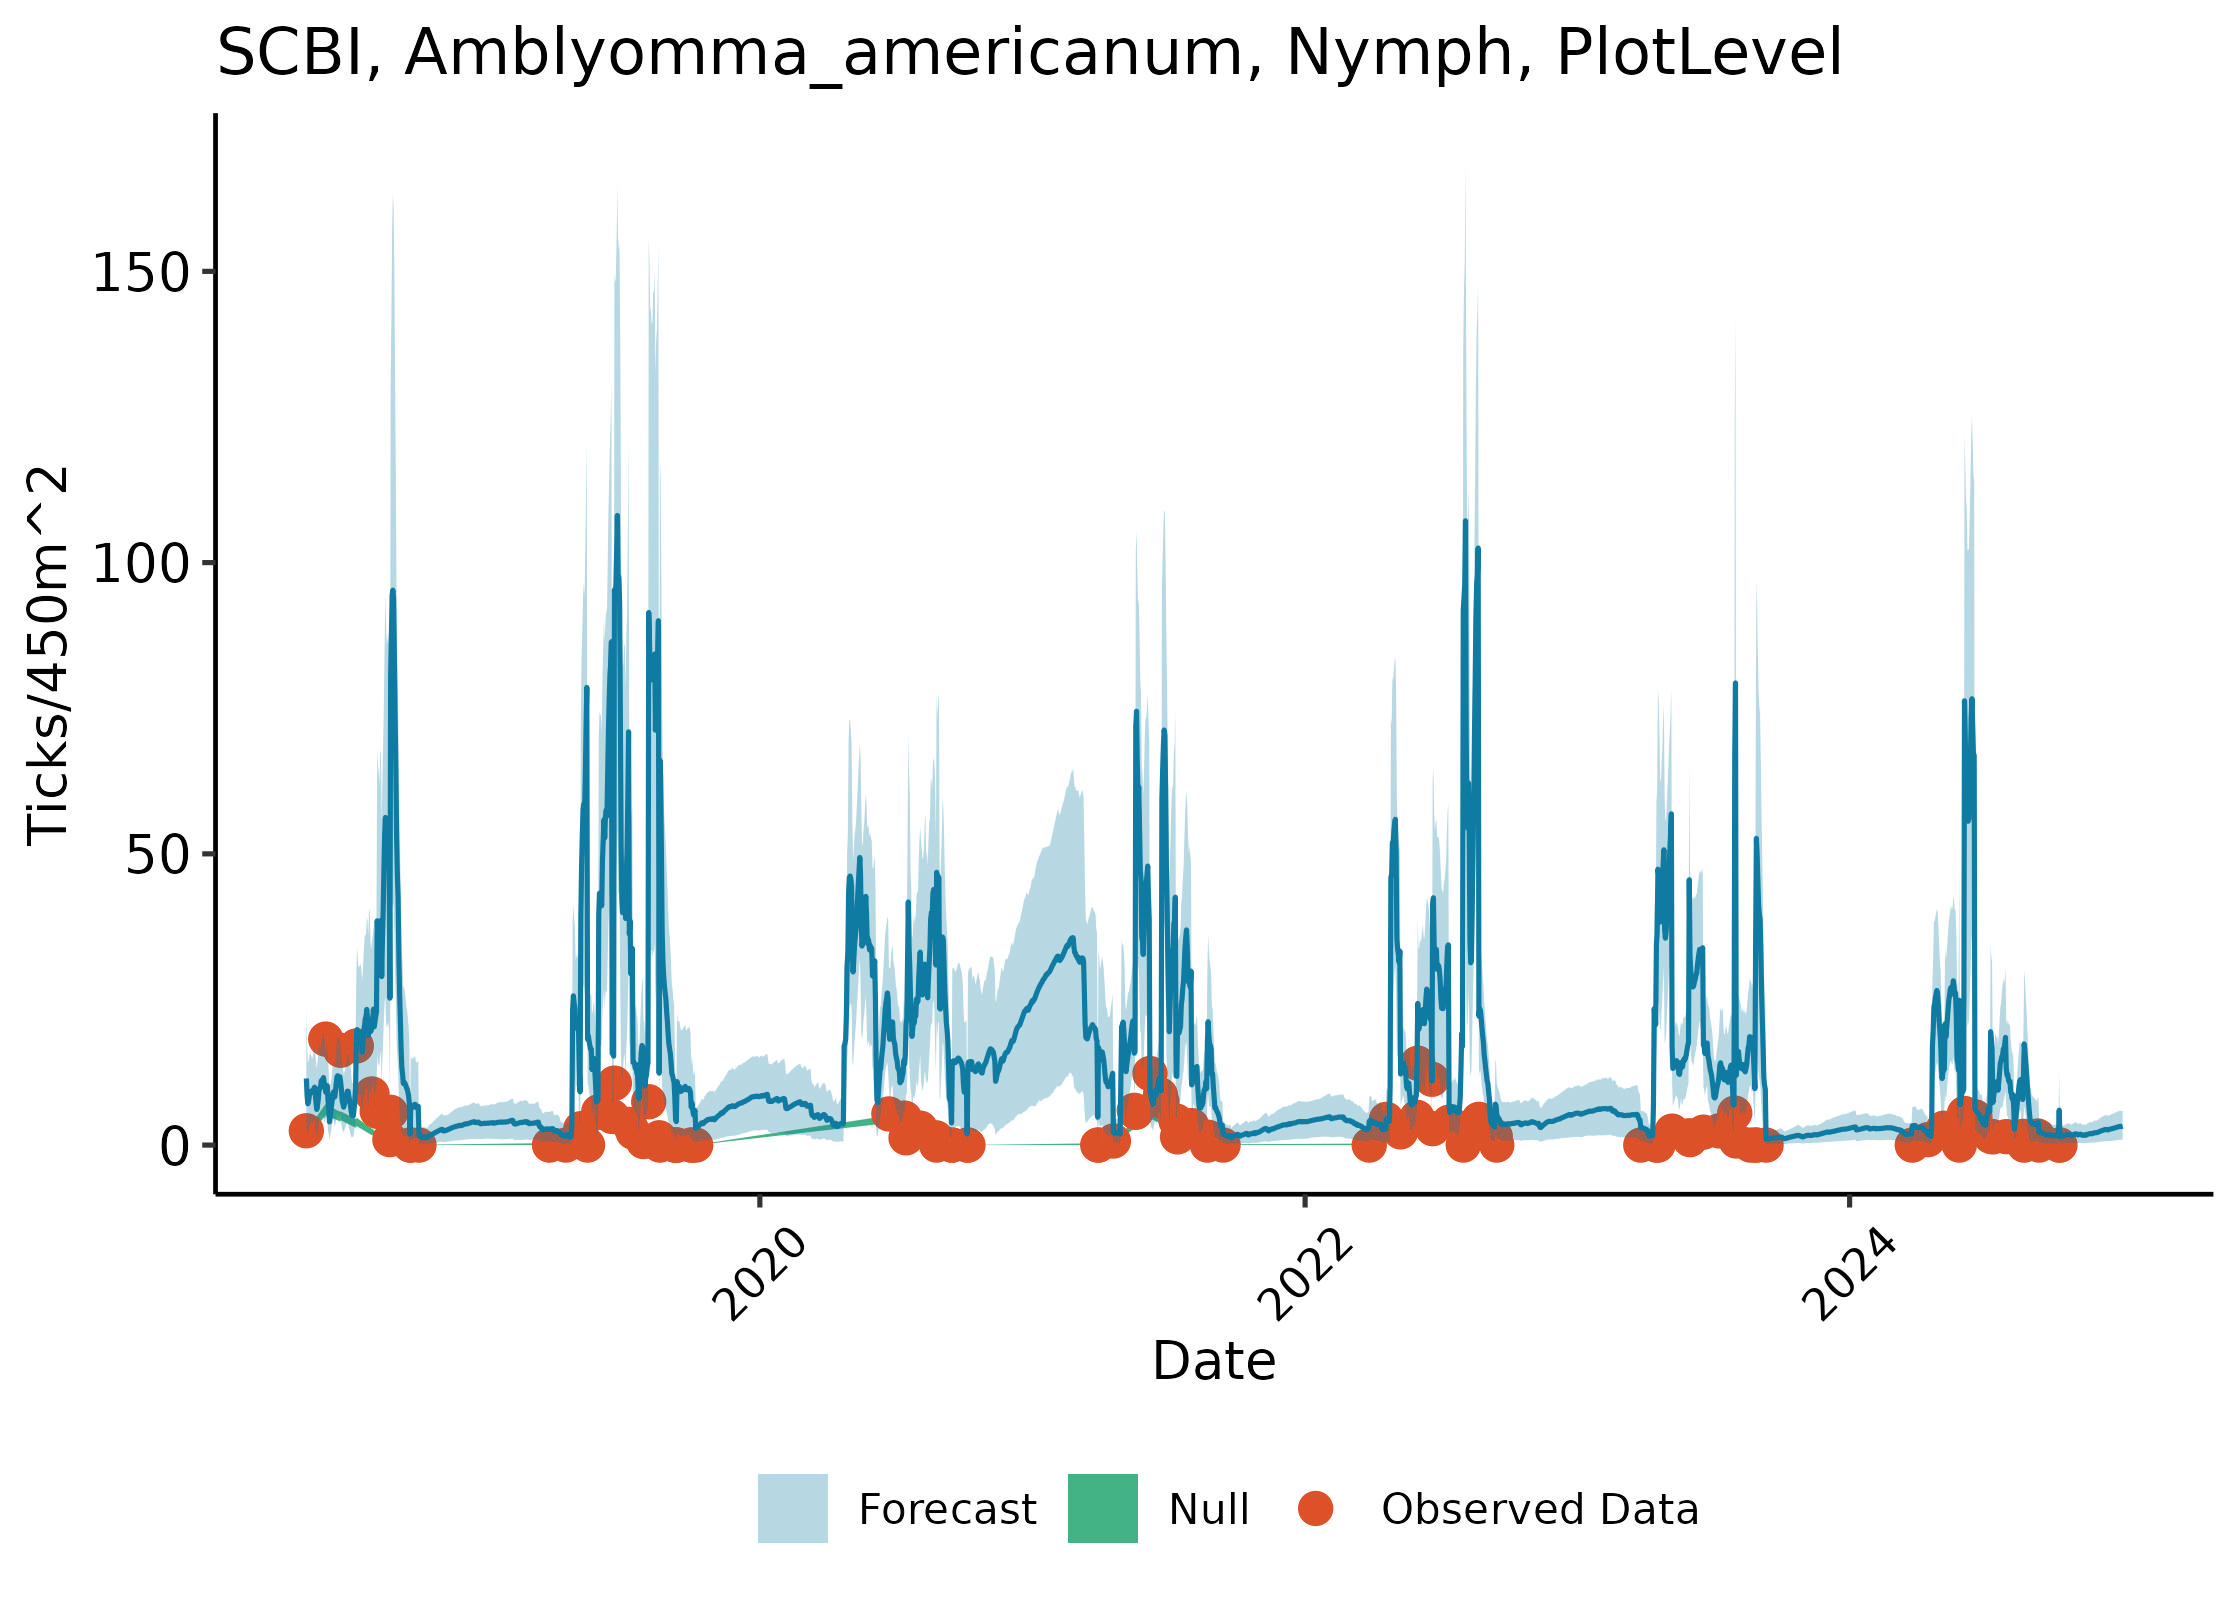 SCBI, Amblyomma_americanum, Nymph, PlotLevel
Ticks/450m^2
150
100
50
0
2020
2022
2024
Date
Forecast
Null
Observed Data